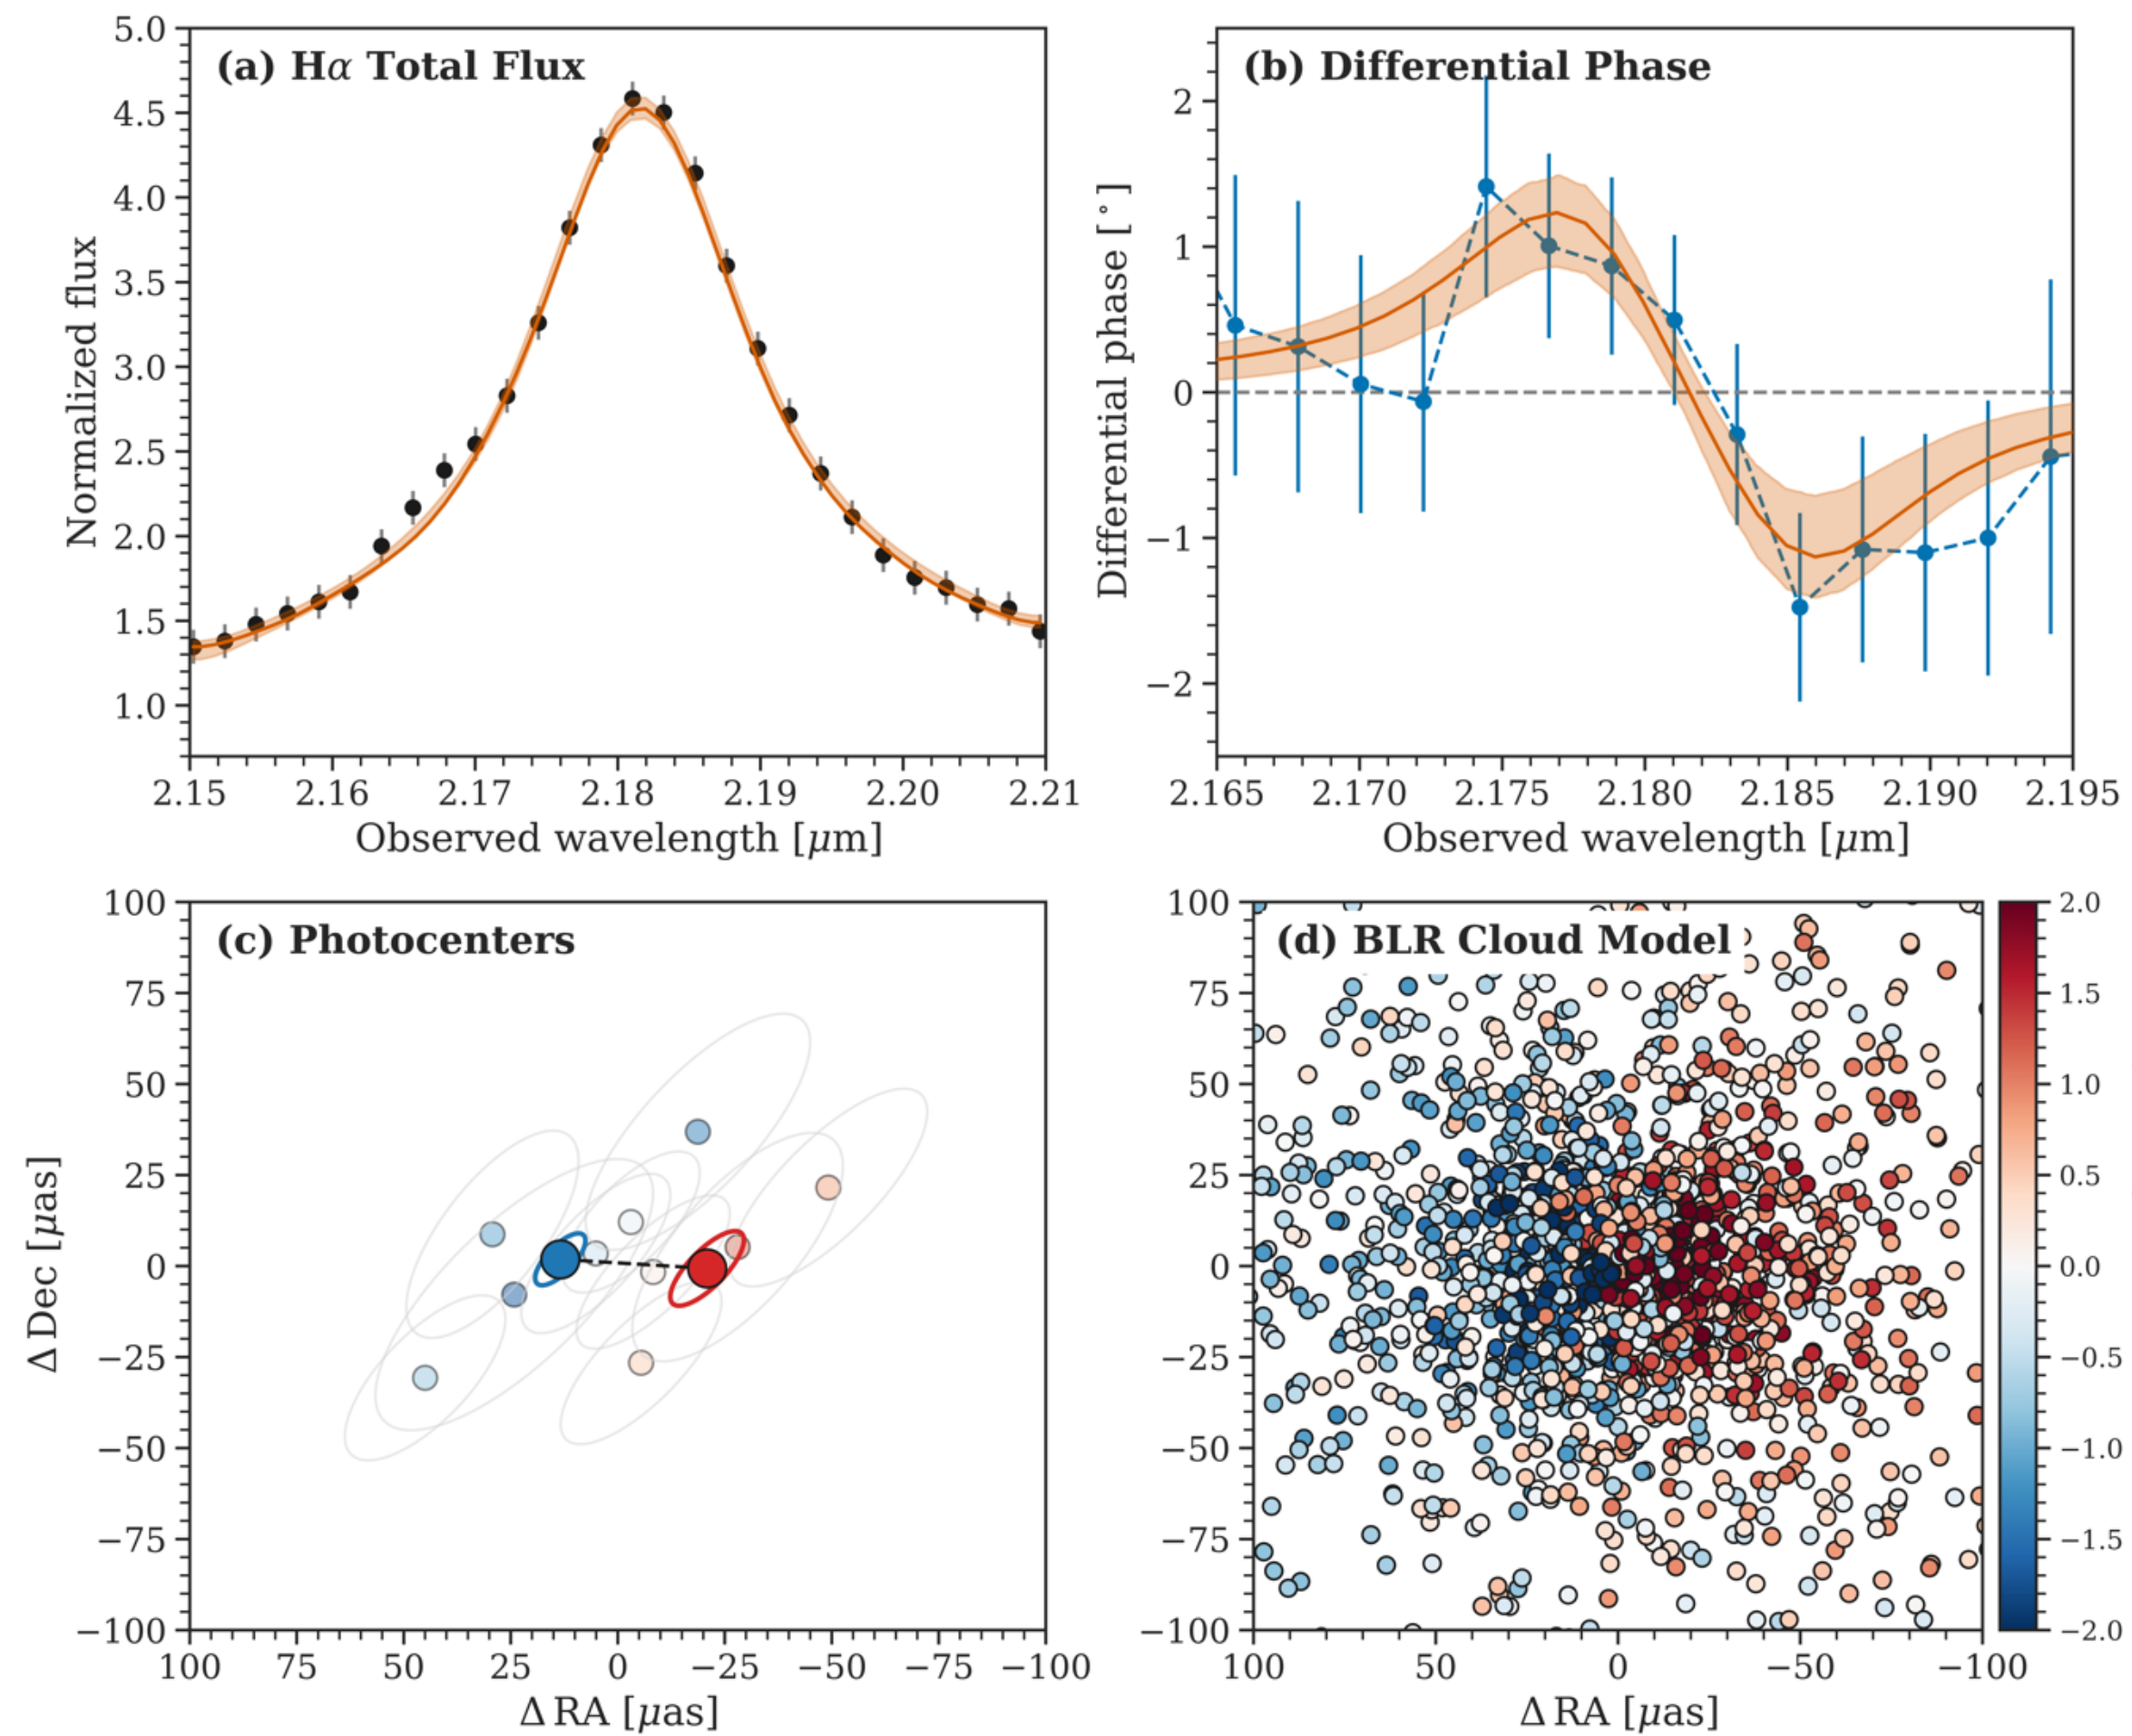 (a) Hα Total Flux
Normalized flux
5.0
4.5
4.0
3.5
3.0
2.5
2.0
1.5
1.0
2.15 2.16 2.17 2.18 2.19 2.20 2.21
Observed wavelength [μm]
(b) Differential Phase
Differential phase [°]
2
1
0
−1
−2
2.165 2.170 2.175 2.180 2.185 2.190 2.195
Observed wavelength [μm]
(c) Photocenters
Δ Dec [μas]
100
75
50
25
0
−25
−50
−75
−100
100 75 50 25 0 −25 −50 −75 −100
Δ RA [μas]
(d) BLR Cloud Model
100
75
50
25
0
−25
−50
−75
−100
100 50 0 −50 −100
Δ RA [μas]
2.0
1.5
1.0
0.5
0.0
−0.5
−1.0
−1.5
−2.0